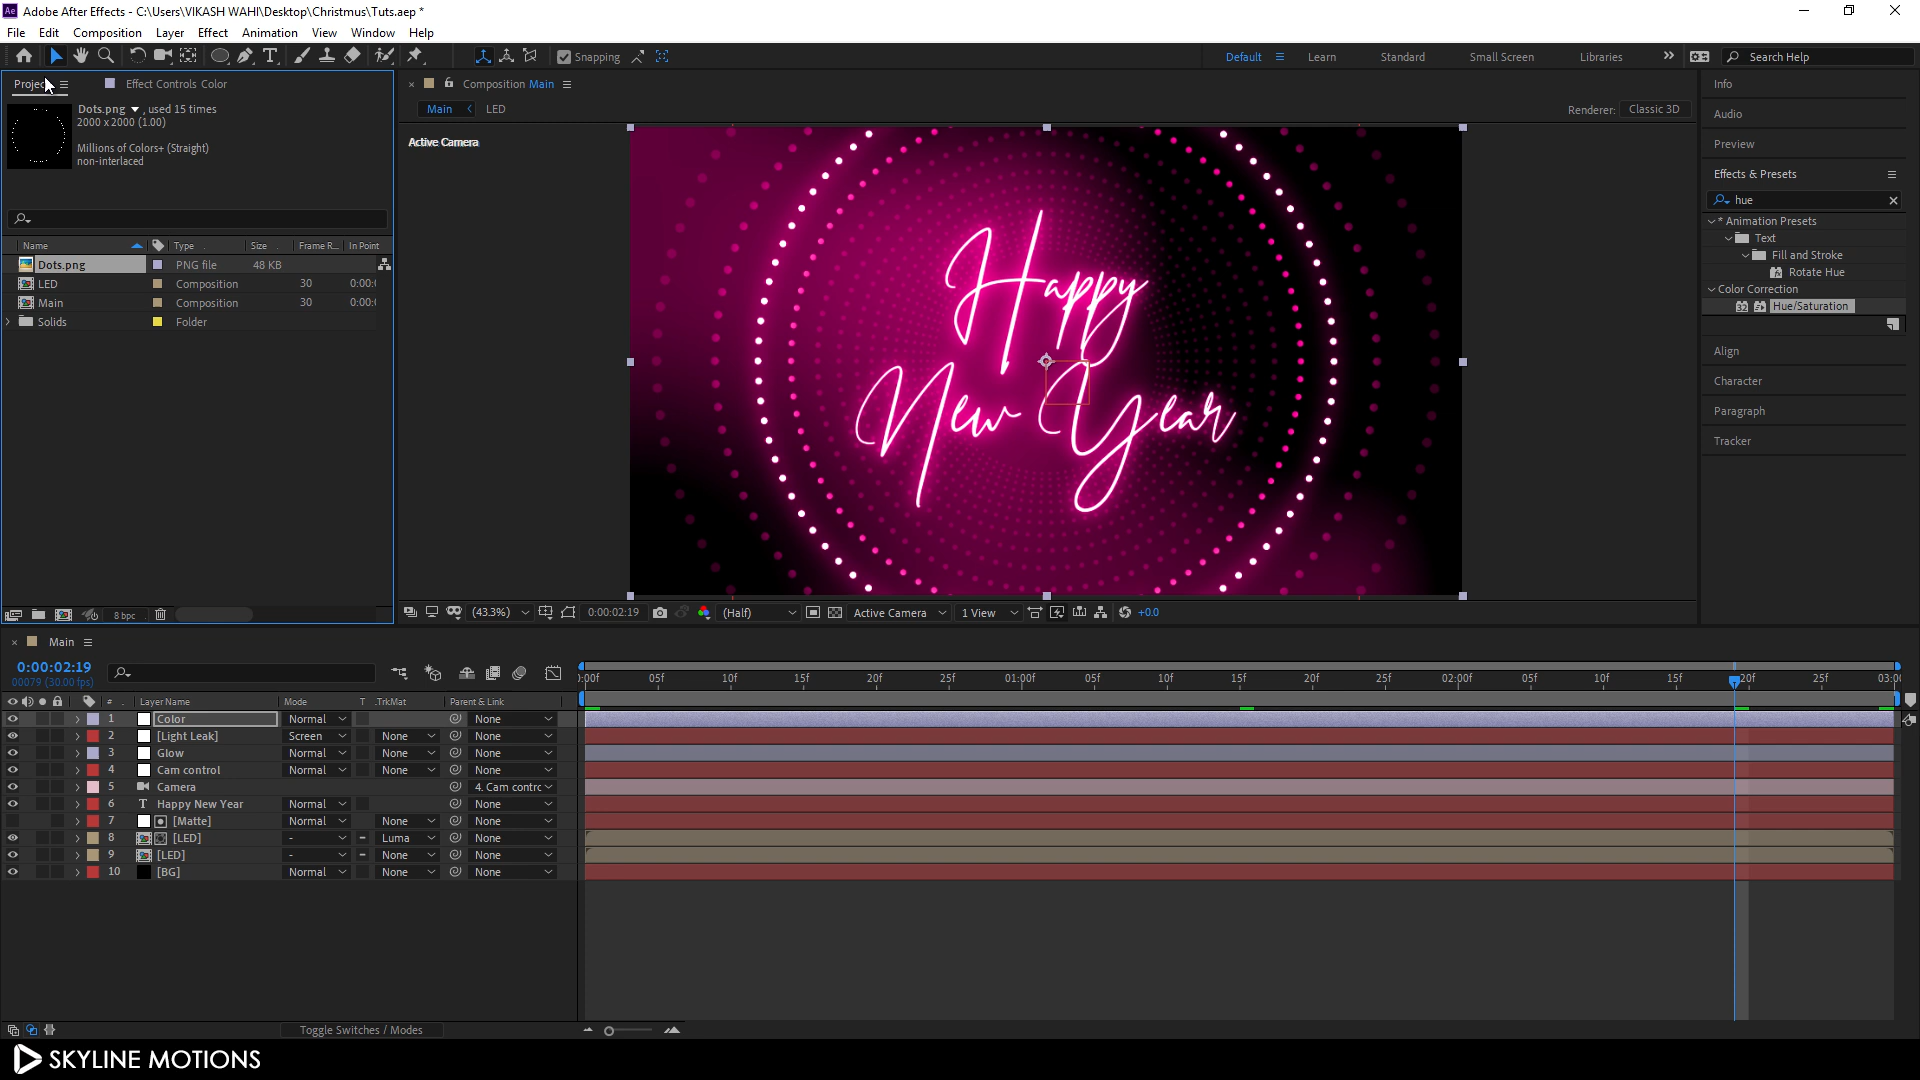 Ae Adobe After Effects - C:\Users\VIKASH WAHI\Desktop\Christmus\Tuts.aep *
File Edit Composition Layer Effect Animation View Window Help
Snapping
Default Learn Standard Small Screen Libraries
Search Help
Effect Controls Color
Dots.png , used 15 times
2000 x 2000 (1.00)
Millions of Colors+ (Straight)
non-interlaced
Name Type Size Frame R... In Point
Dots.png PNG file 48 KB
LED Composition 30
Main Composition 30
Solids Folder
8 bpc
Composition Main
Main LED
Renderer: Classic 3D
Active Camera
Happy
New Year
(43.3%) 0:00:02:19 (Half) Active Camera 1 View +0.0
Info
Audio
Preview
Effects & Presets
hue
* Animation Presets
Text
Fill and Stroke
Rotate Hue
Color Correction
32 Hue/Saturation
Align
Character
Paragraph
Tracker
Main
0:00:02:19
00079 (30.00 fps)
:00f 05f 10f 15f 20f 25f 01:00f 05f 10f 15f 20f 25f 02:00f 05f 10f 15f 20f 25f 03:00
# Layer Name Mode T .TrkMat Parent & Link
1 Color Normal None
2 [Light Leak] Screen None None
3 Glow Normal None None
4 Cam control Normal None None
5 Camera 4. Cam contrc
6 T Happy New Year Normal None
7 [Matte] Normal None None
8 [LED] - Luma None
9 [LED] - None None
10 [BG] Normal None None
Toggle Switches / Modes
SKYLINE MOTIONS